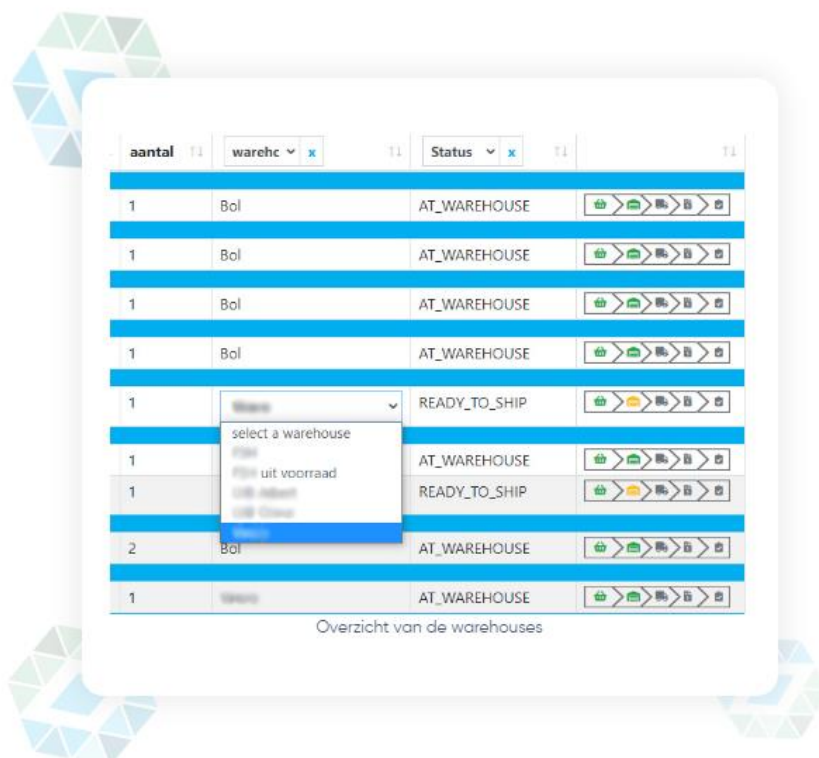 aantal warehc x Status x
1 Bol AT_WAREHOUSE
1 Bol AT_WAREHOUSE
1 Bol AT_WAREHOUSE
1 Bol AT_WAREHOUSE
1 READY_TO_SHIP
select a warehouse
1 AT_WAREHOUSE
uit voorraad
1 READY_TO_SHIP
2 Bol AT_WAREHOUSE
1 AT_WAREHOUSE
Overzicht van de warehouses